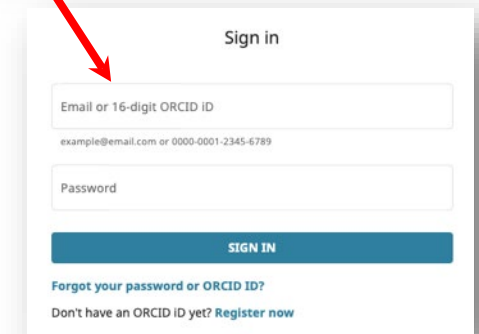 Sign in
Email or 16-digit ORCID iD
example@email.com or 0000-0001-2345-6789
Password
SIGN IN
Forgot your password or ORCID ID?
Don't have an ORCID iD yet? Register now